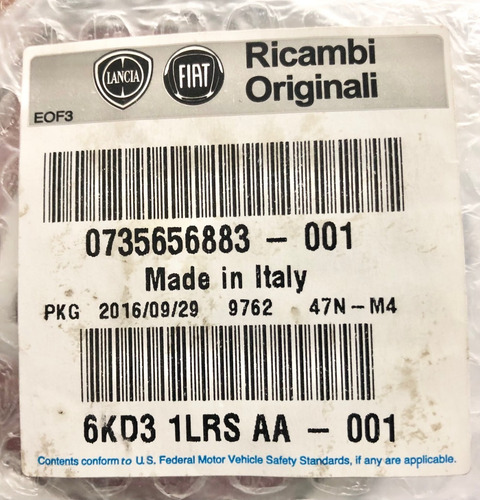 LANCIA FIAT Ricambi
Originali
EOF3
0735656883 - 001
Made in Italy
PKG 2016/09/29 9762 47N-M4
6KD3 1LRS AA - 001
Contents conform to U.S. Federal Motor Vehicle Safety Standards, if any are applicable.